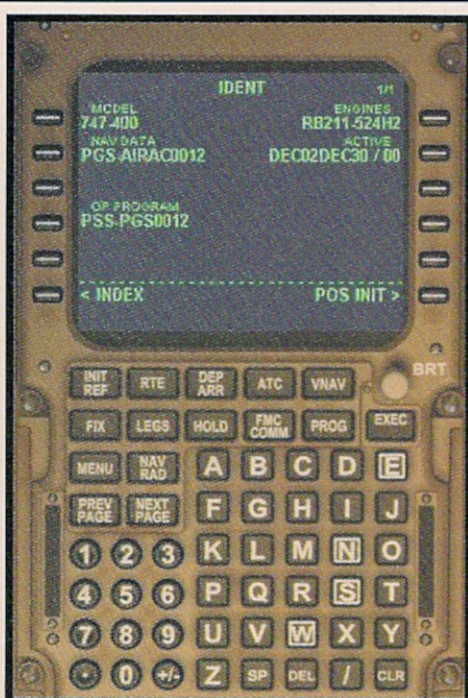 IDENT 1/1
MODEL ENGINES
747-400 RB211-524H2
NAV DATA ACTIVE
PGS-AIRAC0012 DEC02DEC30 / 00
OP PROGRAM
PSS-PGS0012
< INDEX POS INIT >
BRT
INIT REF RTE DEP ARR ATC VNAV
FIX LEGS HOLD FMC COMM PROG EXEC
MENU NAV RAD A B C D E
PREV PAGE NEXT PAGE F G H I J
1 2 3 K L M N O
4 5 6 P Q R S T
7 8 9 U V W X Y
. 0 +/- Z SP DEL / CLR